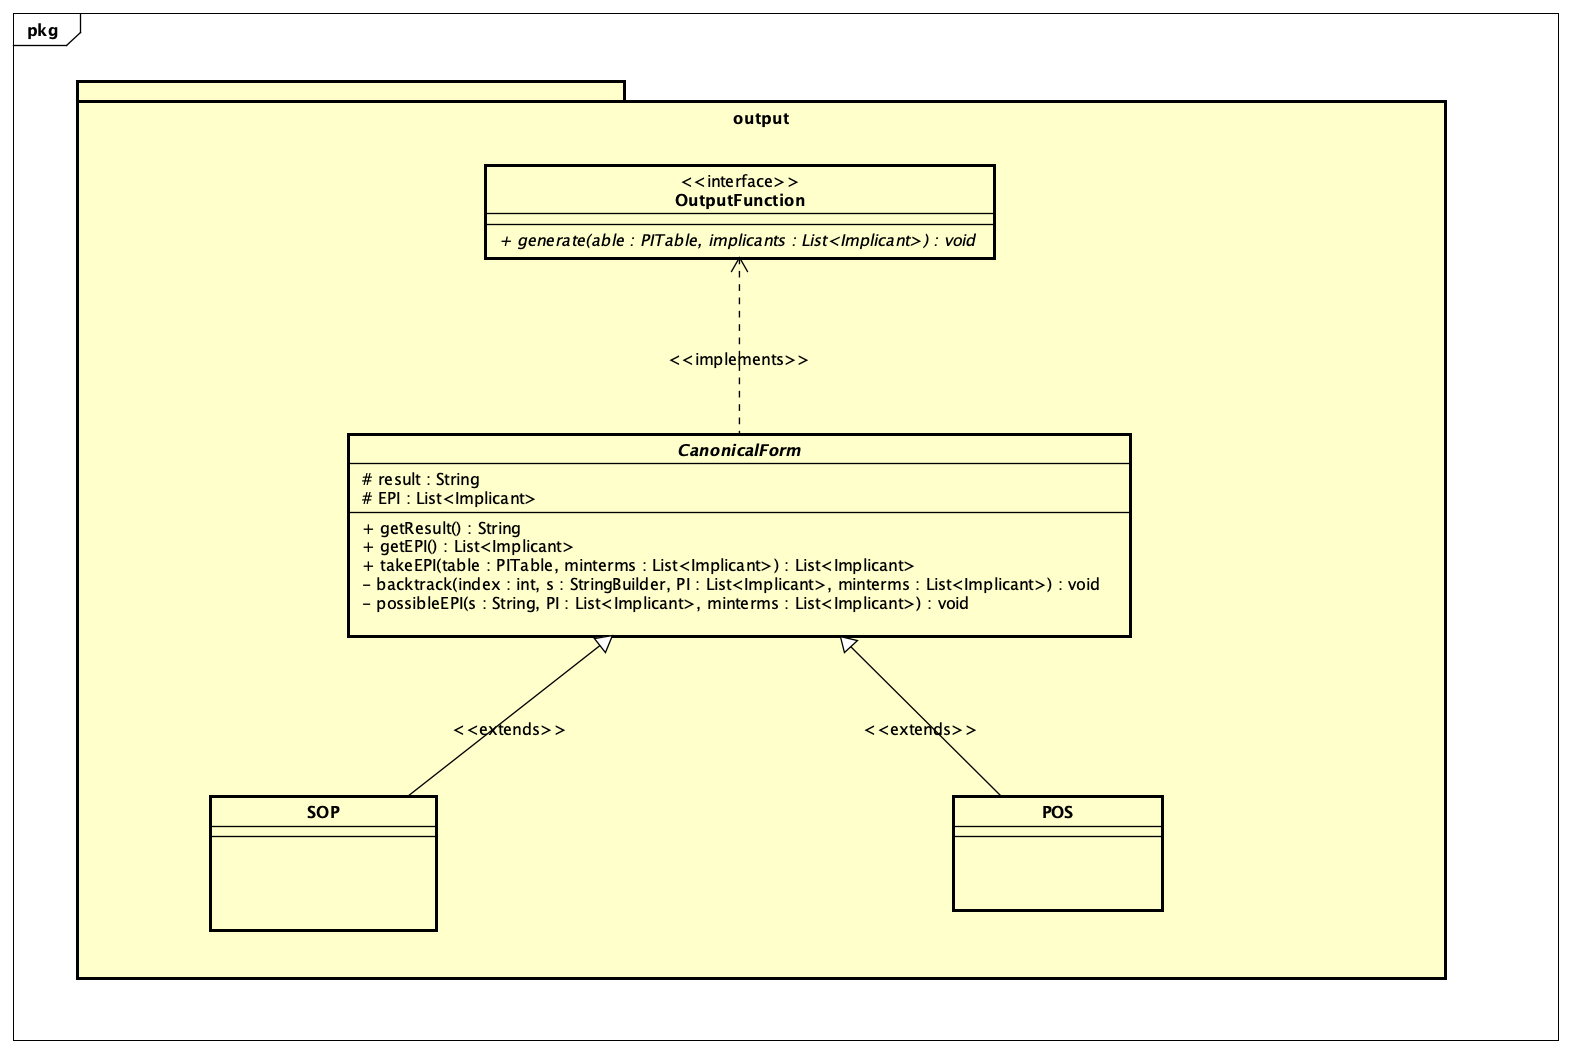 pkg
output
<<interface>>
OutputFunction
+ generate(able : PITable, implicants : List<Implicant>) : void
<<implements>>
CanonicalForm
# result : String
# EPI : List<Implicant>
+ getResult() : String
+ getEPI() : List<Implicant>
+ takeEPI(table : PITable, minterms : List<Implicant>) : List<Implicant>
- backtrack(index : int, s : StringBuilder, PI : List<Implicant>, minterms : List<Implicant>) : void
- possibleEPI(s : String, PI : List<Implicant>, minterms : List<Implicant>) : void
<<extends>>
<<extends>>
SOP
POS